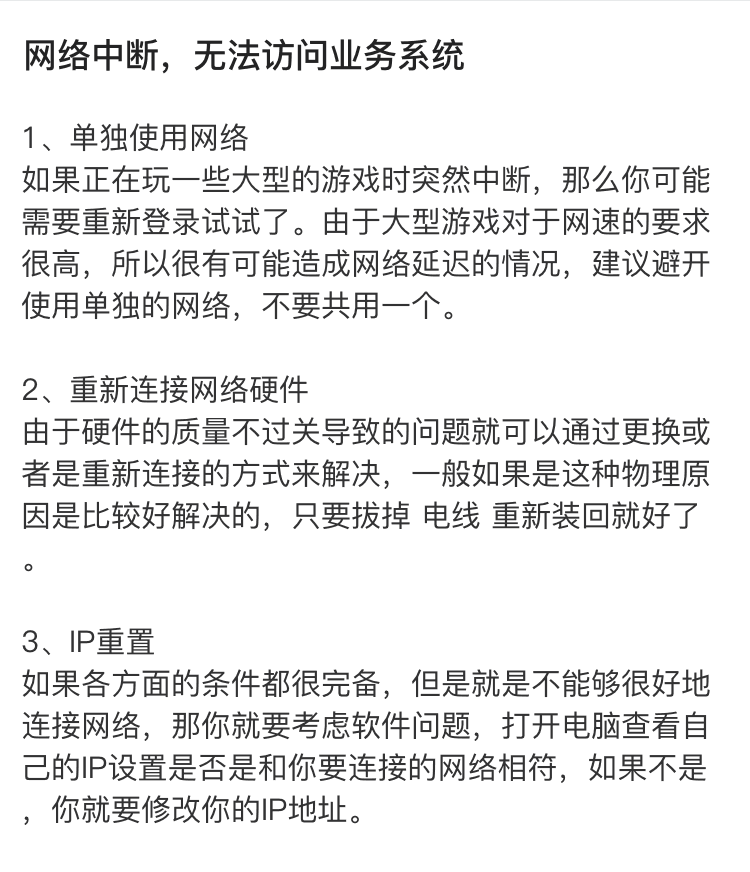 网络中断，无法访问业务系统
1、单独使用网络
如果正在玩一些大型的游戏时突然中断，那么你可能
需要重新登录试试了。由于大型游戏对于网速的要求
很高，所以很有可能造成网络延迟的情况，建议避开
使用单独的网络，不要共用一个。
2、重新连接网络硬件
由于硬件的质量不过关导致的问题就可以通过更换或
者是重新连接的方式来解决，一般如果是这种物理原
因是比较好解决的，只要拔掉 电线 重新装回就好了
。
3、IP重置
如果各方面的条件都很完备，但是就是不能够很好地
连接网络，那你就要考虑软件问题，打开电脑查看自
己的IP设置是否是和你要连接的网络相符，如果不是
，你就要修改你的IP地址。